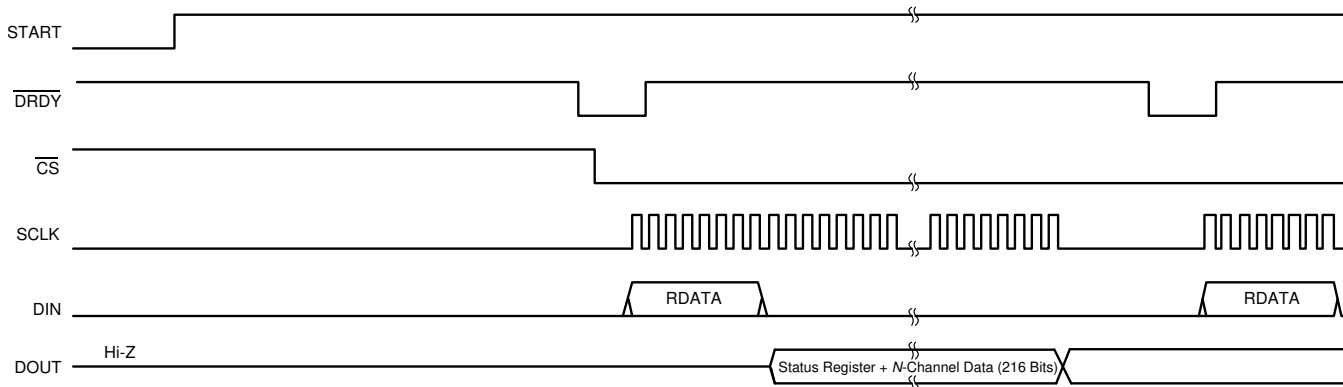 START
DRDY
CS
SCLK
DIN
RDATA
RDATA
DOUT
Hi-Z
Status Register + N-Channel Data (216 Bits)